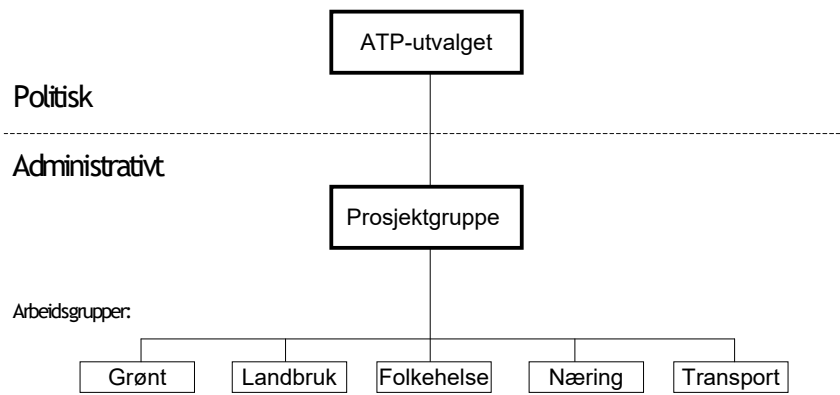 ATP-utvalget
Politisk
Administrativt
Prosjektgruppe
Arbeidsgrupper:
Grønt Landbruk Folkehelse Næring Transport